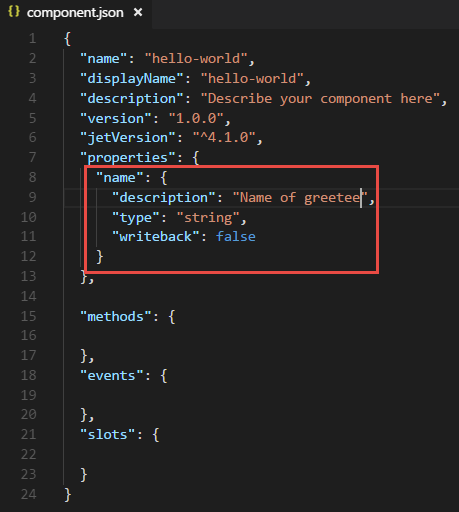 {} component.json ×
1 {
2 "name": "hello-world",
3 "displayName": "hello-world",
4 "description": "Describe your component here",
5 "version": "1.0.0",
6 "jetVersion": "^4.1.0",
7 "properties": {
8 "name": {
9 "description": "Name of greetee",
10 "type": "string",
11 "writeback": false
12 }
13 },
14
15 "methods": {
16
17 },
18 "events": {
19
20 },
21 "slots": {
22
23 }
24 }